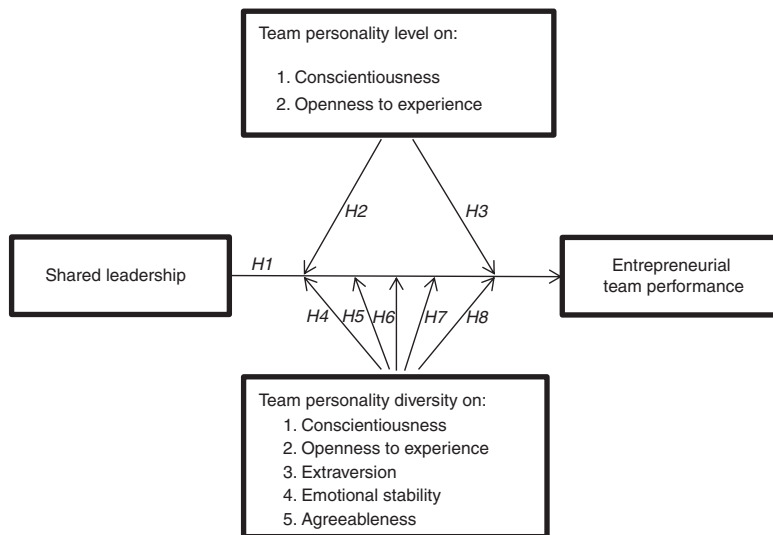 Team personality level on:
1. Conscientiousness
2. Openness to experience
H2
H3
Shared leadership
H1
Entrepreneurial
team performance
H4
H5
H6
H7
H8
Team personality diversity on:
1. Conscientiousness
2. Openness to experience
3. Extraversion
4. Emotional stability
5. Agreeableness